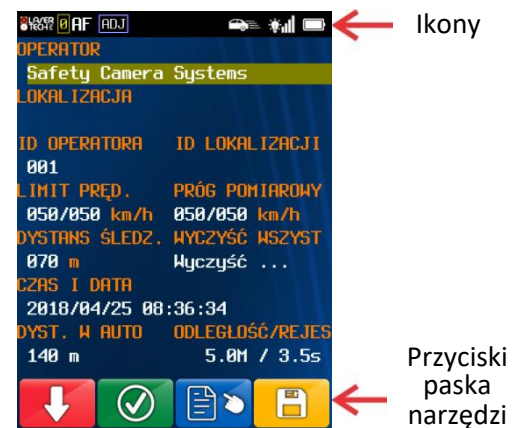 LASER TECH 0 AF ADJ
Ikony
OPERATOR
Safety Camera Systems
LOKALIZACJA
ID OPERATORA ID LOKALIZACJI
001
LIMIT PRĘD. PRÓG POMIAROWY
050/050 km/h 050/050 km/h
DYSTANS ŚLEDZ. WYCZYŚĆ WSZYST
070 m Wyczyść ...
CZAS I DATA
2018/04/25 08:36:34
DYST. W AUTO ODLEGŁOŚĆ/REJES
140 m 5.0M / 3.5s
Przyciski
paska
narzędzi